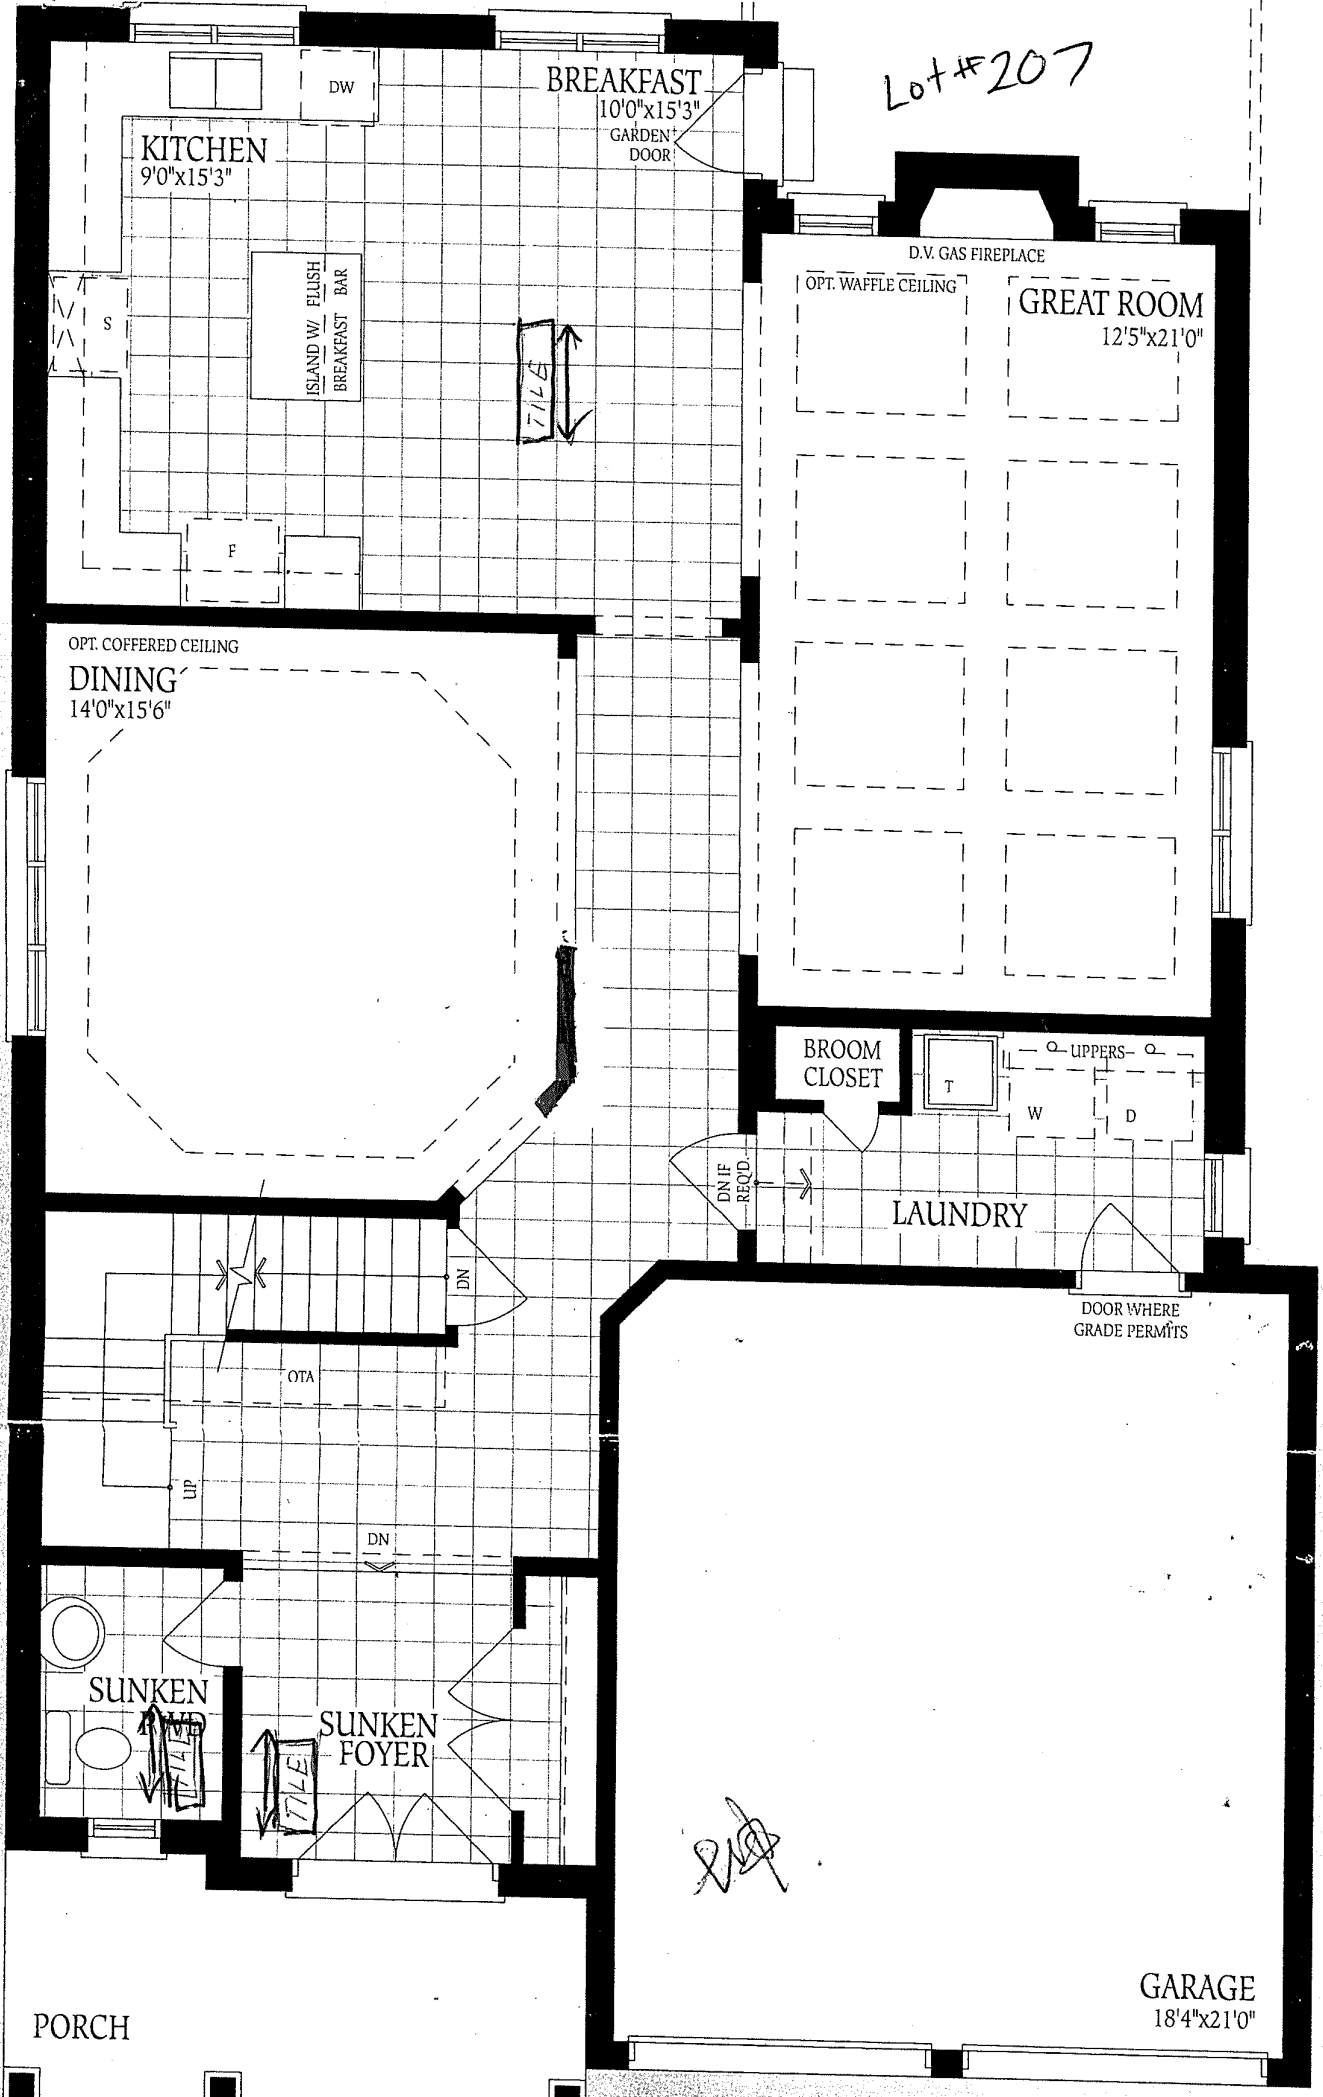 Lot #207
DW
BREAKFAST
10'0"x15'3"
GARDEN
DOOR
KITCHEN
9'0"x15'3"
D.V. GAS FIREPLACE
OPT. WAFFLE CEILING
GREAT ROOM
12'5"x21'0"
S
ISLAND W/ FLUSH
BREAKFAST BAR
TILE
F
OPT. COFFERED CEILING
DINING
14'0"x15'6"
BROOM
CLOSET
UPPERS
T
W
D
DN IF
REQ'D.
LAUNDRY
DN
DOOR WHERE
GRADE PERMITS
OTA
UP
DN
SUNKEN
PWD
TILE
SUNKEN
FOYER
TILE
GARAGE
18'4"x21'0"
PORCH